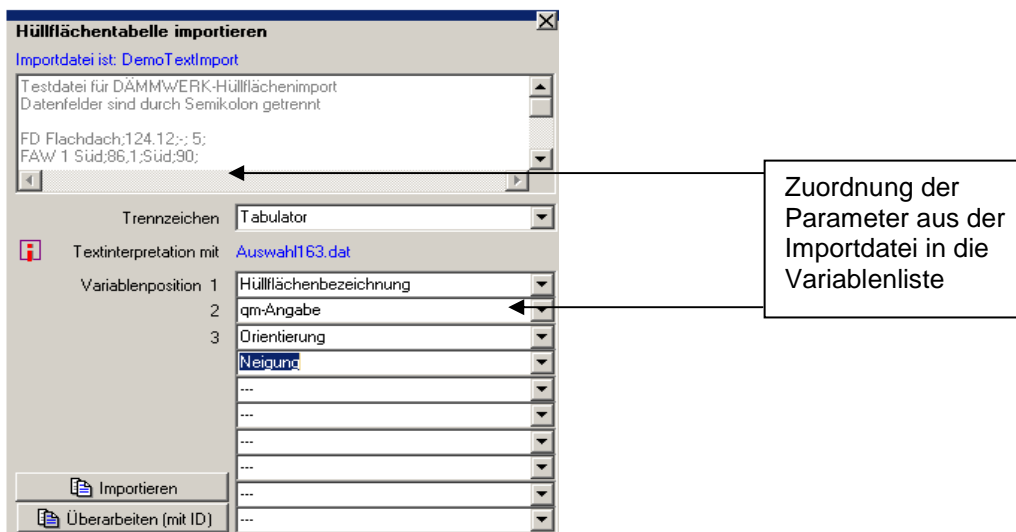 Hüllflächentabelle importieren
Importdatei ist: DemoTextImport
Testdatei für DÄMMWERK-Hüllflächenimport
Datenfelder sind durch Semikolon getrennt
FD Flachdach;124.12;-; 5;
FAW 1 Süd;86,1;Süd;90;
Trennzeichen Tabulator
Textinterpretation mit Auswahl163.dat
Variablenposition 1 Hüllflächenbezeichnung
2 qm-Angabe
3 Orientierung
Neigung
---
---
---
---
Importieren ---
Überarbeiten (mit ID) ---
Zuordnung der
Parameter aus der
Importdatei in die
Variablenliste